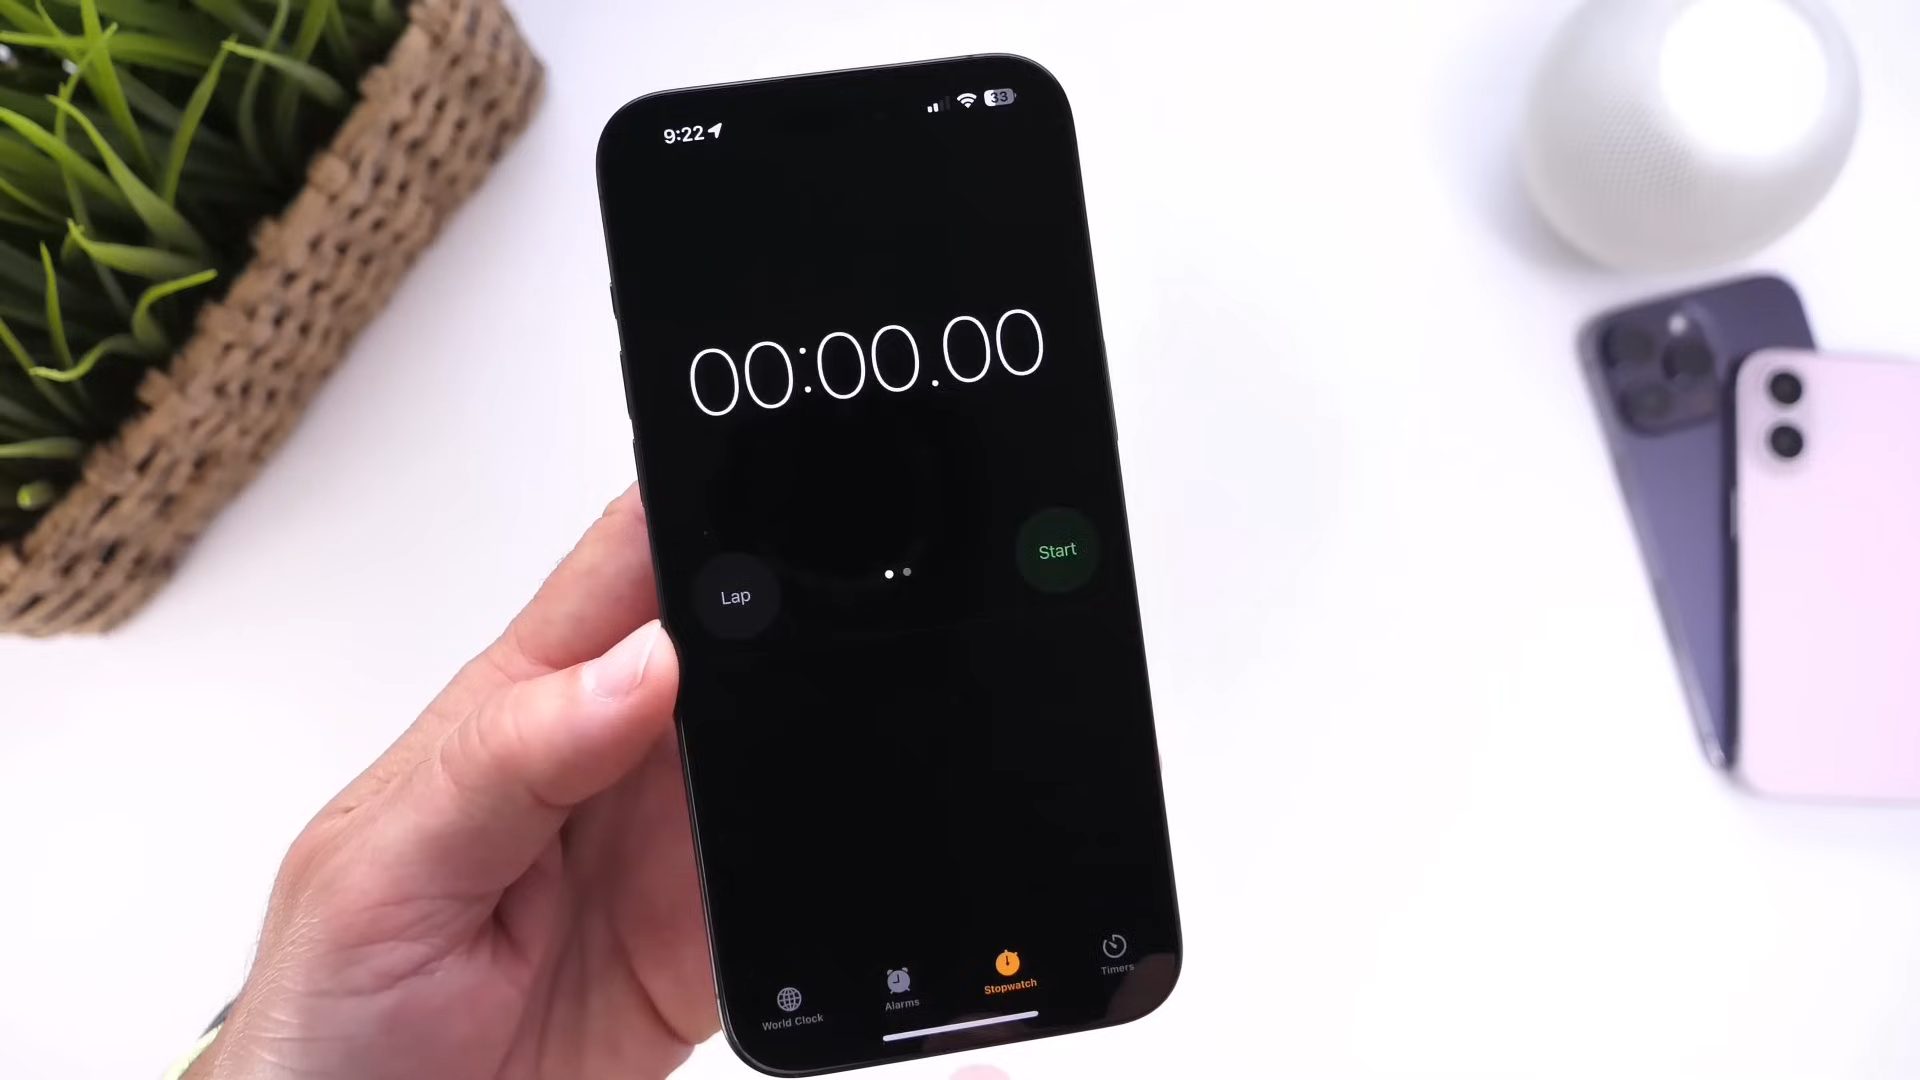 9:22
33
00:00.00
Lap
Start
World Clock
Alarms
Stopwatch
Timers